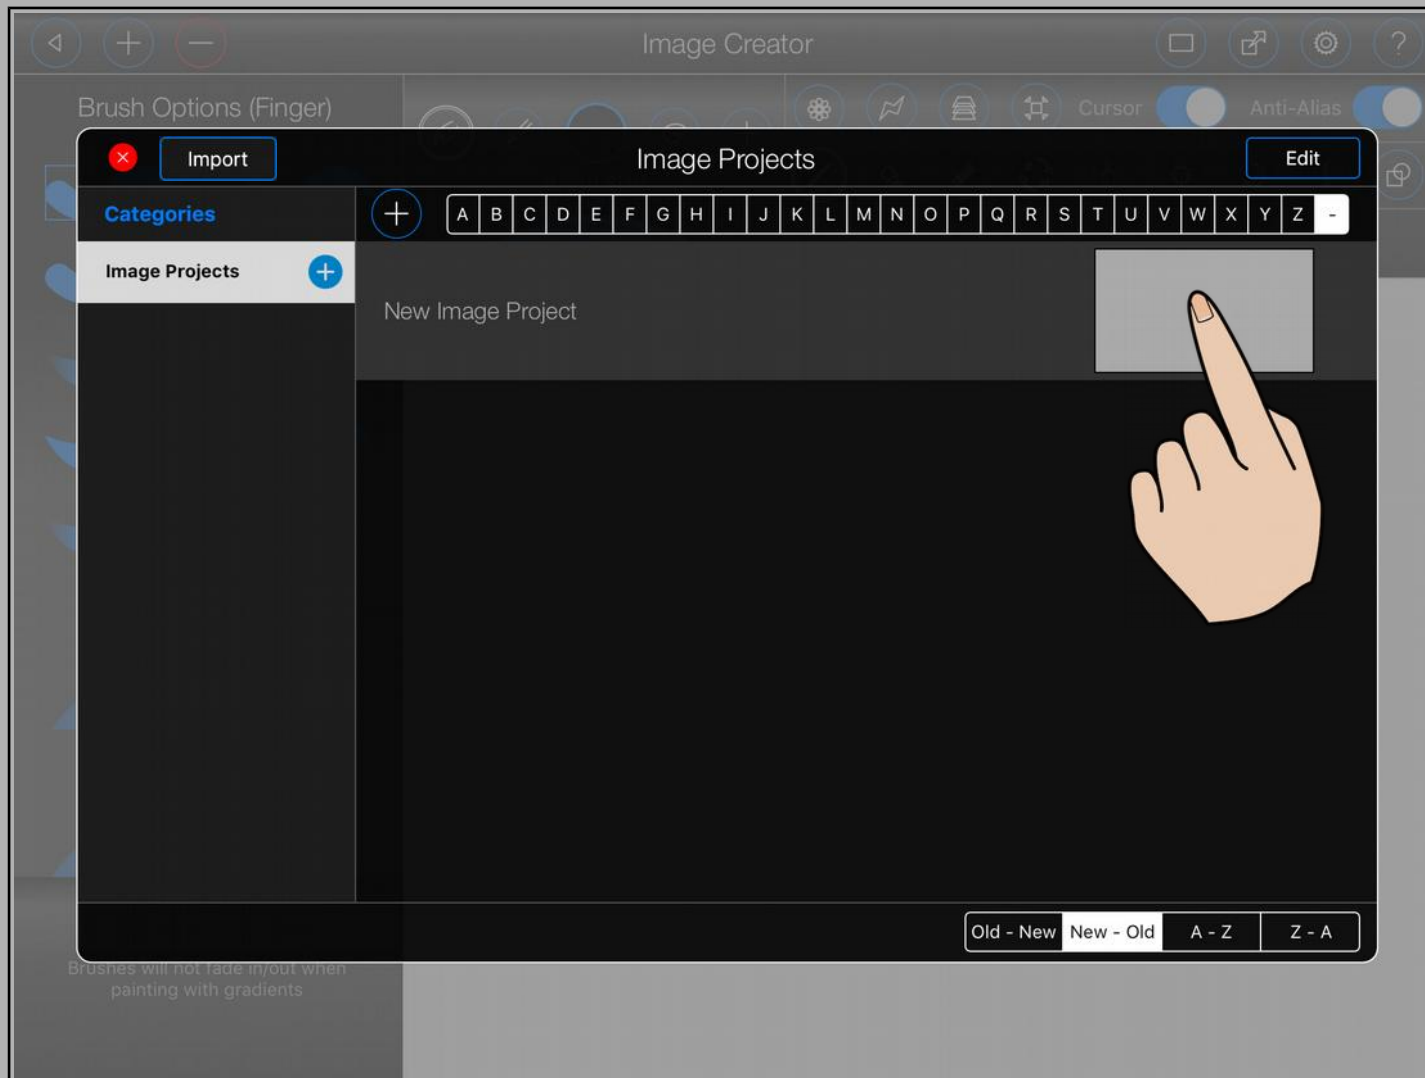 Image Creator
?
Brush Options (Finger)
Cursor
Anti-Alias
Import
Image Projects
Edit
Categories
A B C D E F G H I J K L M N O P Q R S T U V W X Y Z -
Image Projects
New Image Project
Old - New
New - Old
A - Z
Z - A
Brushes will not fade in/out when
painting with gradients